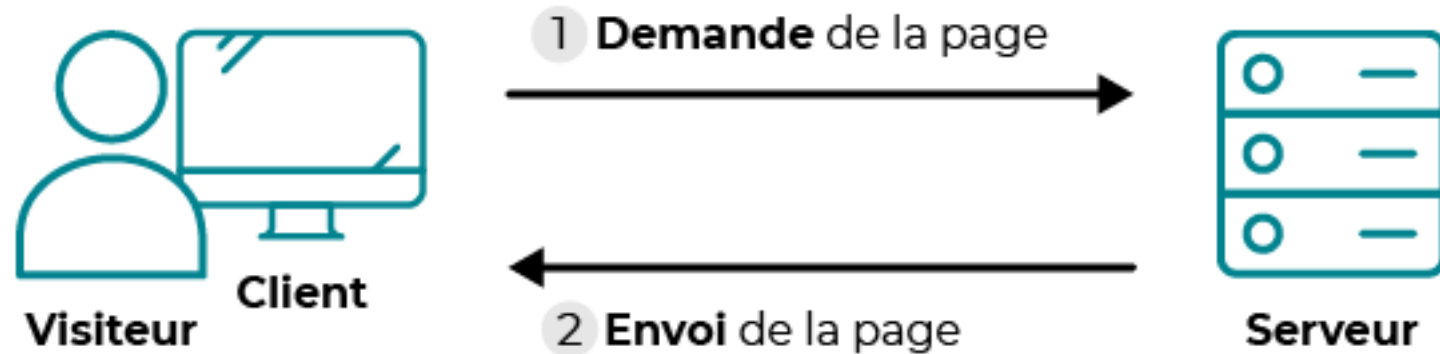 1 Demande de la page
Client
Visiteur
2 Envoi de la page
Serveur